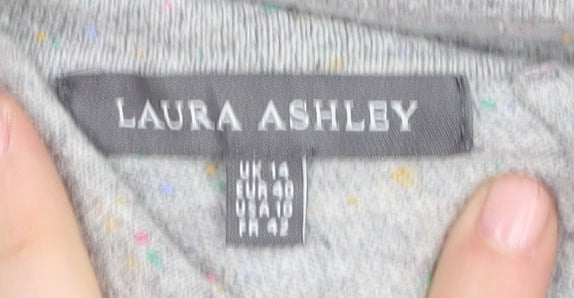 LAURA ASHLEY
UK 14
EUR 40
USA 10
FR 42